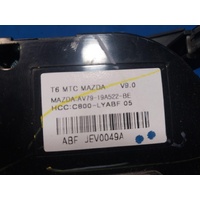 T6 MTC MAZDA V9.0
MAZDA:AV79-19A522-BE
HCC:C800-LYABF 05
ABF JEV0049A